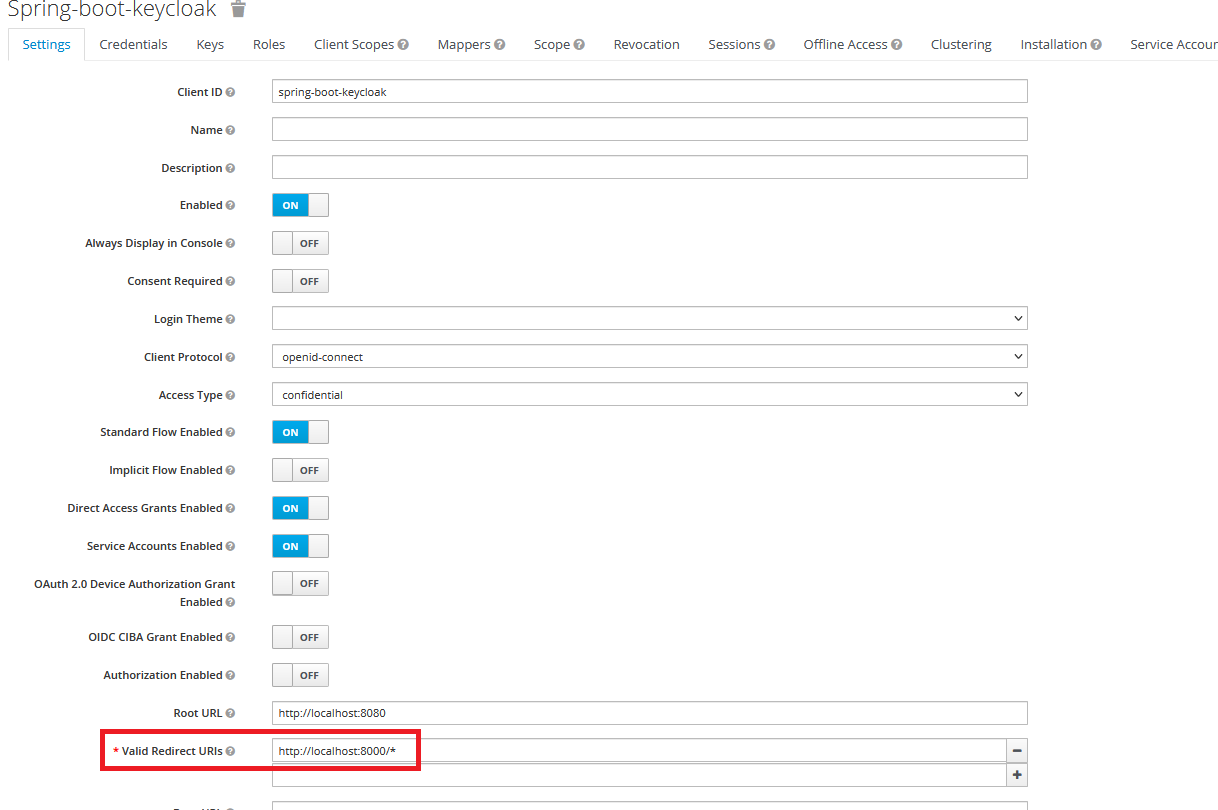 Spring-boot-keycloak
Settings Credentials Keys Roles Client Scopes Mappers Scope Revocation Sessions Offline Access Clustering Installation Service Accour
Client ID spring-boot-keycloak
Name
Description
Enabled ON
Always Display in Console OFF
Consent Required OFF
Login Theme
Client Protocol openid-connect
Access Type confidential
Standard Flow Enabled ON
Implicit Flow Enabled OFF
Direct Access Grants Enabled ON
Service Accounts Enabled ON
OAuth 2.0 Device Authorization Grant
Enabled OFF
OIDC CIBA Grant Enabled OFF
Authorization Enabled OFF
Root URL http://localhost:8080
* Valid Redirect URIs http://localhost:8000/*